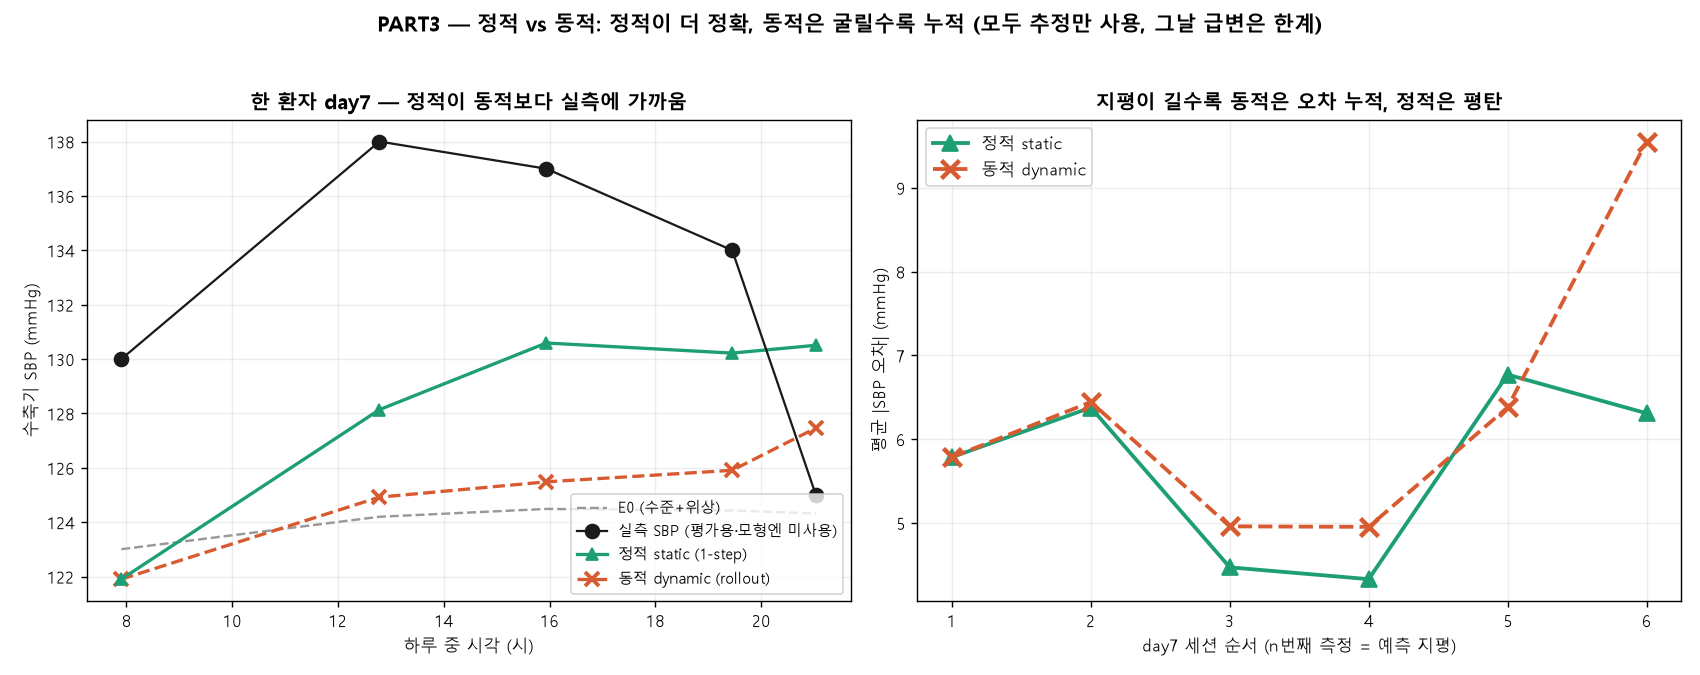 PART3 — 정적 vs 동적: 정적이 더 정확, 동적은 굴릴수록 누적 (모두 추정만 사용, 그날 급변은 한계)
한 환자 day7 — 정적이 동적보다 실측에 가까움
수축기 SBP (mmHg)
138
136
134
132
130
128
126
124
122
E0 (수준+위상)
실측 SBP (평가용·모형엔 미사용)
정적 static (1-step)
동적 dynamic (rollout)
8 10 12 14 16 18 20
하루 중 시각 (시)
지평이 길수록 동적은 오차 누적, 정적은 평탄
정적 static
동적 dynamic
평균 |SBP 오차| (mmHg)
9
8
7
6
5
1 2 3 4 5 6
day7 세션 순서 (n번째 측정 = 예측 지평)